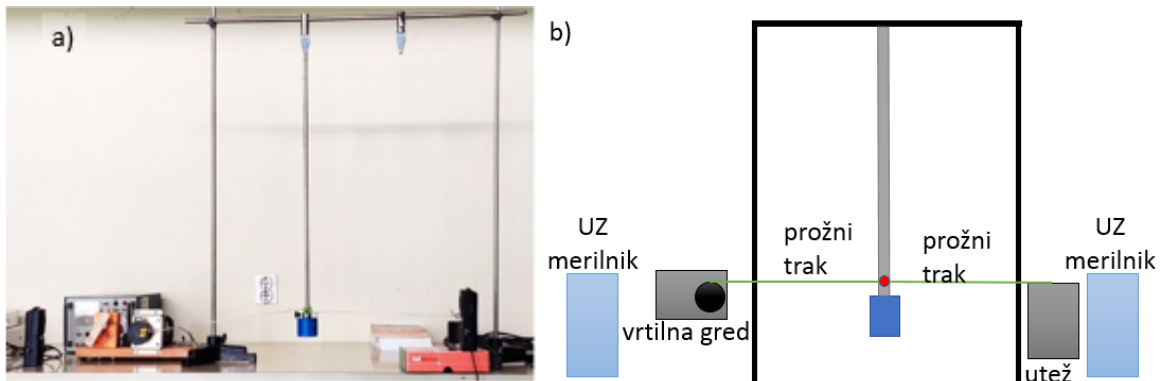 a)
b)
prožni
trak
prožni
trak
UZ
merilnik
UZ
merilnik
vrtilna gred
utež